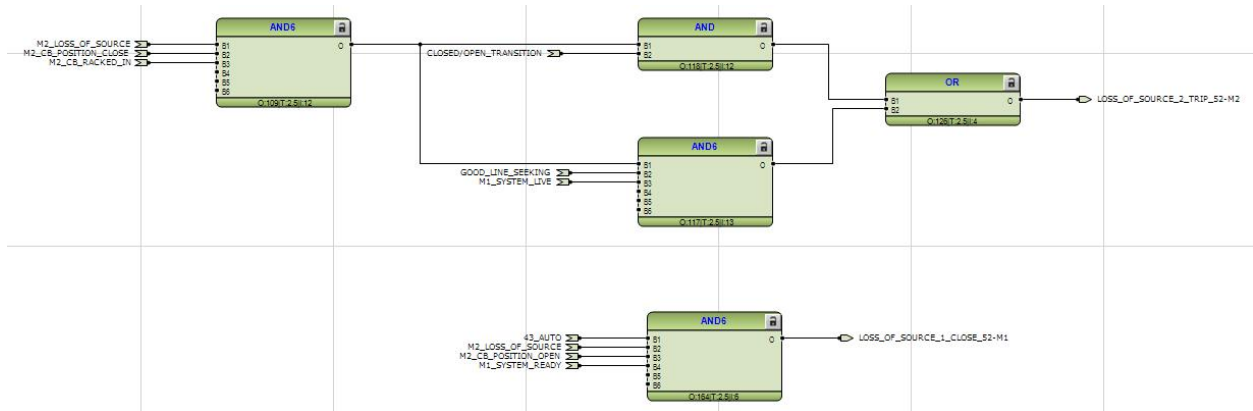 AND6
M2_LOSS_OF_SOURCE
M2_CB_POSITION_CLOSE
M2_CB_RACKED_IN
B1
B2
B3
B4
B5
B6
O
O:109|T:2.5|I:12
AND
CLOSED/OPEN_TRANSITION
B1
B2
O
O:118|T:2.5|I:12
OR
B1
B2
O
O:126|T:2.5|I:4
LOSS_OF_SOURCE_2_TRIP_52-M2
AND6
GOOD_LINE_SEEKING
M1_SYSTEM_LIVE
B1
B2
B3
B4
B5
B6
O
O:117|T:2.5|I:13
AND6
43_AUTO
M2_LOSS_OF_SOURCE
M2_CB_POSITION_OPEN
M1_SYSTEM_READY
B1
B2
B3
B4
B5
B6
O
O:164|T:2.5|I:6
LOSS_OF_SOURCE_1_CLOSE_52-M1